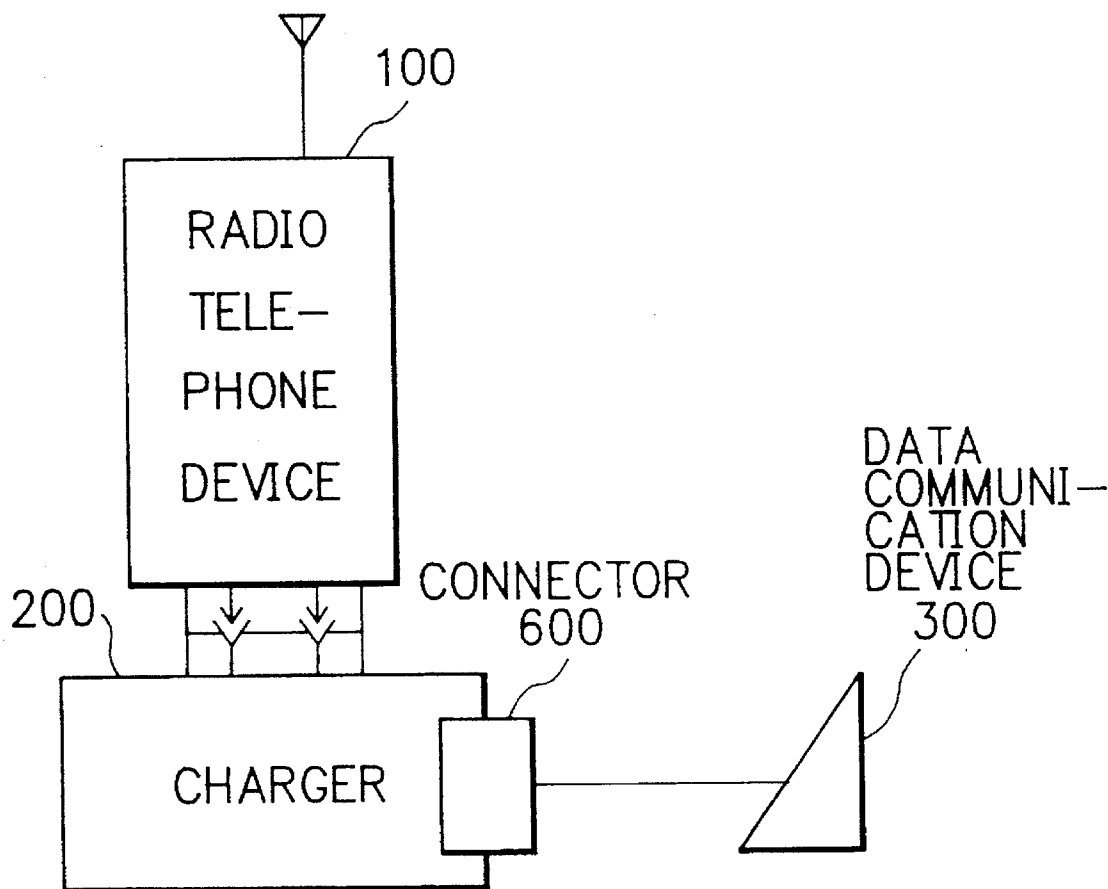 100
RADIO
TELE-
PHONE
DEVICE
DATA
COMMUNI-
CATION
DEVICE
300
CONNECTOR
600
200
CHARGER